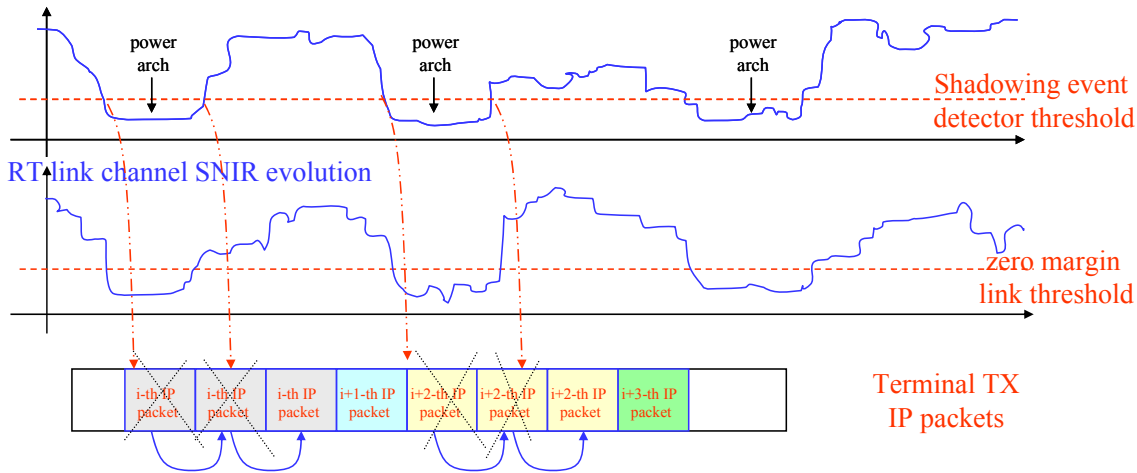 power
arch
power
arch
power
arch
Shadowing event
detector threshold
RT link channel SNIR evolution
zero margin
link threshold
i-th IP
packet
i-th IP
packet
i-th IP
packet
i+1-th IP
packet
i+2-th IP
packet
i+2-th IP
packet
i+2-th IP
packet
i+3-th IP
packet
Terminal TX
IP packets